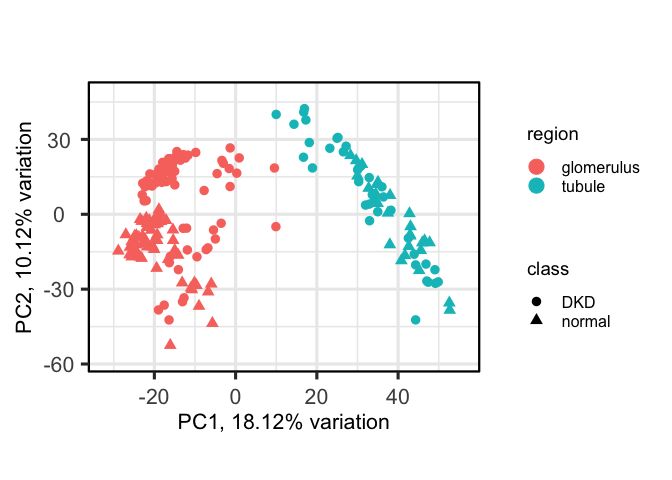 PC2, 10.12% variation
30
0
-30
-60
-20
0
20
40
PC1, 18.12% variation
region
glomerulus
tubule
class
DKD
normal